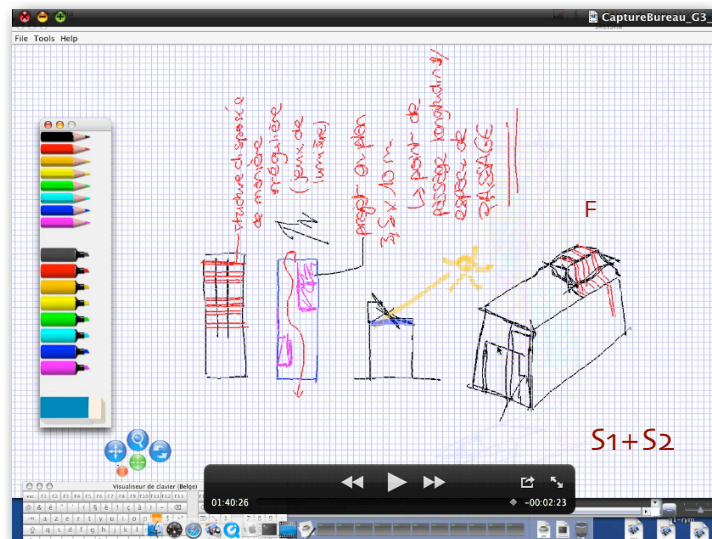 CaptureBureau_G3_
File Tools Help
structure disposée
de manière
irrégulière
(jeux de
lumière)
N
projet en plan
3,5 x 10 m
↳ point de
passage longitudinal/
espace de
PASSAGE
F
S1+S2
Visualiseur de clavier (Belge)
01:40:26
-00:02:23